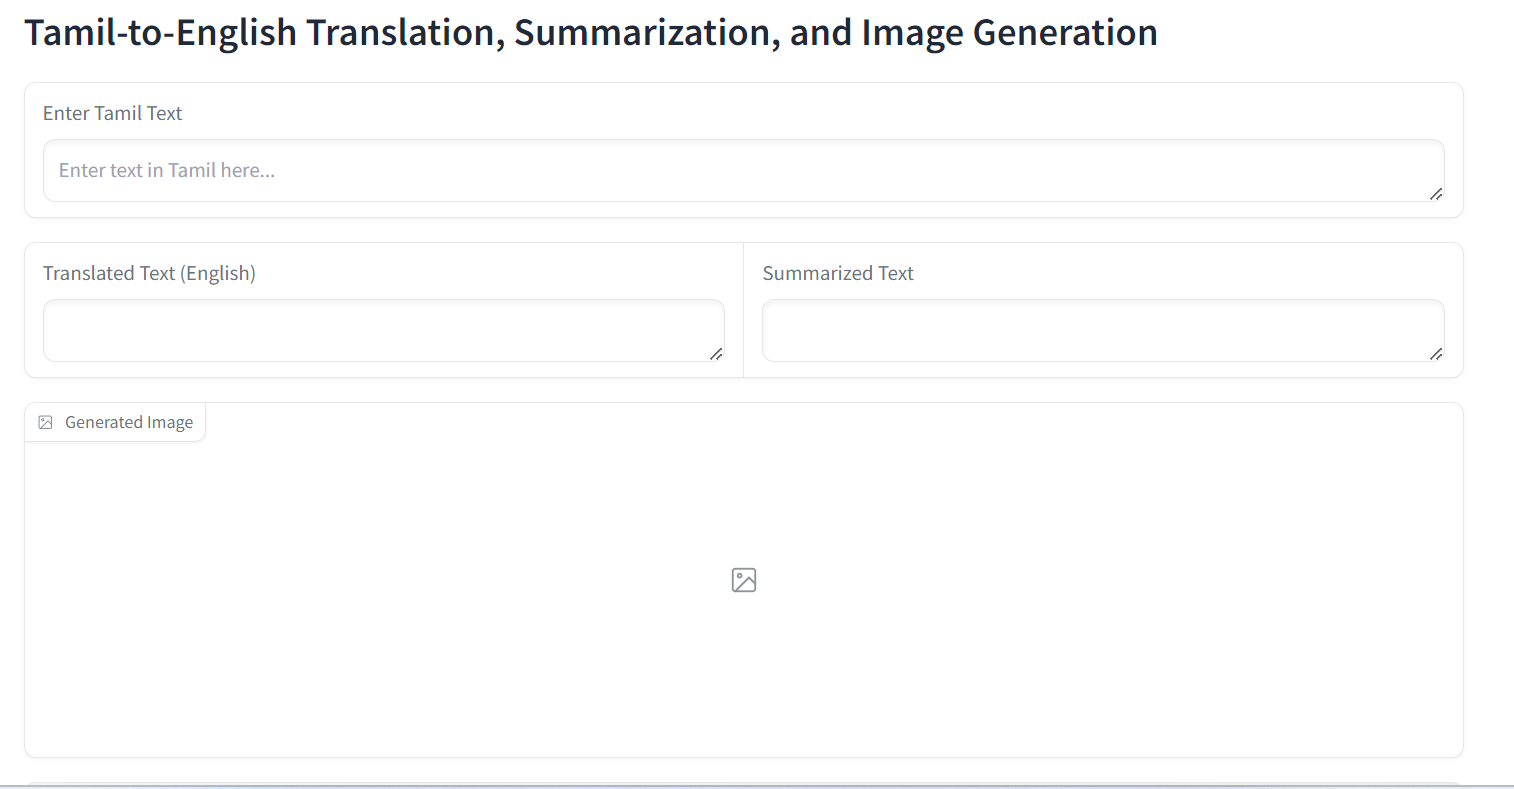 Tamil-to-English Translation, Summarization, and Image Generation
Enter Tamil Text
Enter text in Tamil here...
Translated Text (English)
Summarized Text
Generated Image